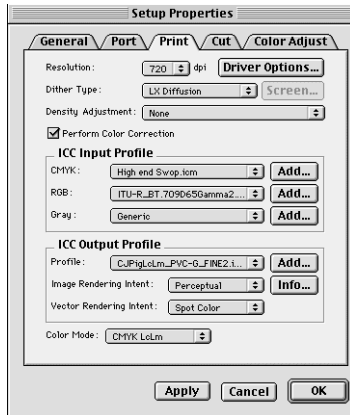 Setup Properties
General Port Print Cut Color Adjust
Resolution: 720 dpi Driver Options...
Dither Type: LX Diffusion Screen...
Density Adjustment: None
Perform Color Correction
ICC Input Profile
CMYK: High end Swop.icm Add...
RGB: ITU-R_BT.709D65Gamma2.... Add...
Gray: Generic Add...
ICC Output Profile
Profile: CJPigLcLm_PVC-G_FINE2.i... Add...
Image Rendering Intent: Perceptual Info...
Vector Rendering Intent: Spot Color
Color Mode: CMYK LcLm
Apply Cancel OK